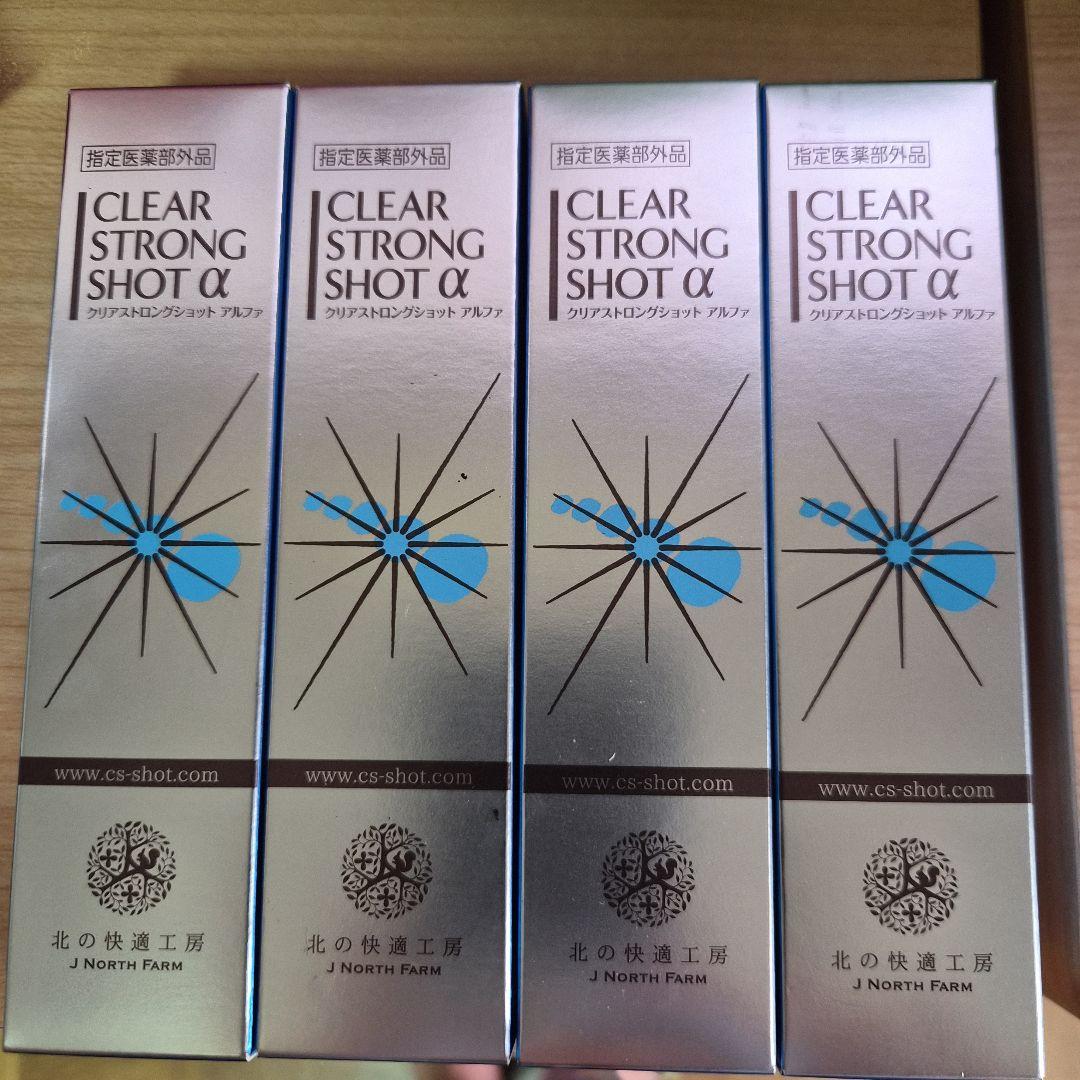 指定医薬部外品
CLEAR
STRONG
SHOT α
クリアストロングショット アルファ
www.cs-shot.com
北の快適工房
J NORTH FARM
指定医薬部外品
CLEAR
STRONG
SHOT α
クリアストロングショット アルファ
www.cs-shot.com
北の快適工房
J NORTH FARM
指定医薬部外品
CLEAR
STRONG
SHOT α
クリアストロングショット アルファ
www.cs-shot.com
北の快適工房
J NORTH FARM
指定医薬部外品
CLEAR
STRONG
SHOT α
クリアストロングショット アルファ
www.cs-shot.com
北の快適工房
J NORTH FARM